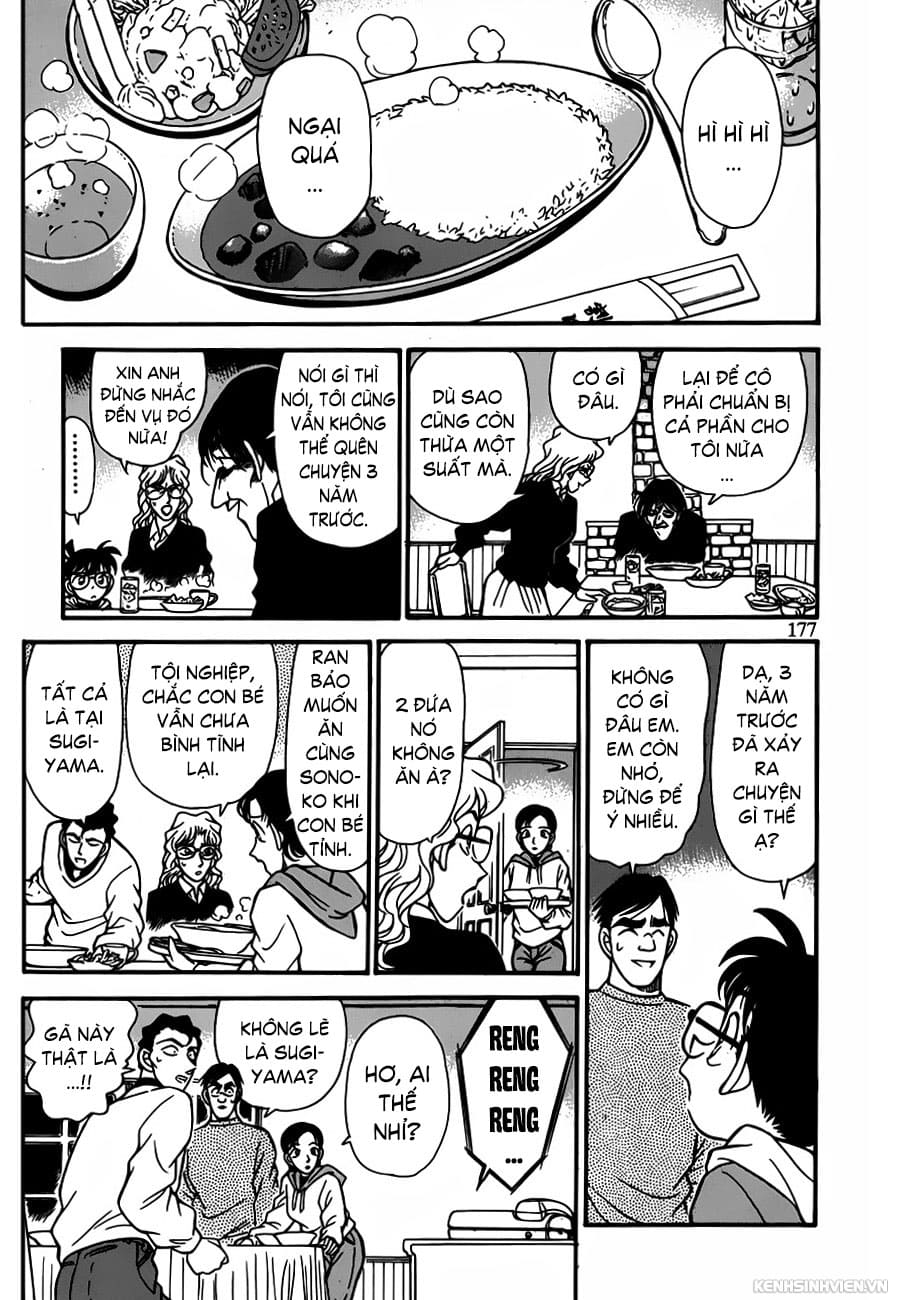 HÌ HÌ HÌ
...
NGẠI
QUÁ
...
LẠI ĐỂ CÔ
PHẢI CHUẨN BỊ
CẢ PHẦN CHO
TÔI NỮA
...
CÓ GÌ
ĐÂU.
DÙ SAO
CŨNG CÒN
THỪA MỘT
SUẤT MÀ.
NÓI GÌ THÌ
NÓI, TÔI CŨNG
VẪN KHÔNG
THỂ QUÊN
CHUYỆN 3
NĂM
TRƯỚC.
XIN ANH
ĐỪNG NHẮC
ĐẾN VỤ ĐÓ
NỮA!
.........
177
DẠ, 3
NĂM
TRƯỚC
ĐÃ XẢY
RA
CHUYỆN
GÌ THẾ
Ạ?
KHÔNG
CÓ GÌ
ĐÂU EM.
EM CÒN
NHỎ,
ĐỪNG ĐỂ
Ý NHIỀU.
2 ĐỨA
NÓ
KHÔNG
ĂN À?
RAN
BẢO
MUỐN
ĂN
CÙNG
SONO-
KO KHI
CON BÉ
TỈNH.
TỘI NGHIỆP,
CHẮC CON BÉ
VẪN CHƯA
BÌNH TĨNH
LẠI.
TẤT CẢ
LÀ TẠI
SUGI-
YAMA.
RENG
RENG
RENG
...
HƠ, AI
THẾ
NHỈ?
KHÔNG LẼ
LÀ SUGI-
YAMA?
GÃ NÀY
THẬT LÀ
...!!
KENHSINHVIEN.VN